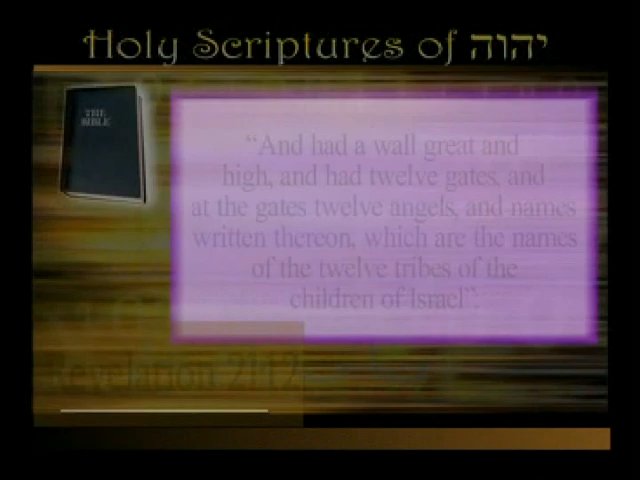 Holy Scriptures of יהוה
THE
BIBLE
“And had a wall great and
high, and had twelve gates, and
at the gates twelve angels, and names
written thereon, which are the names
of the twelve tribes of the
children of Israel”.
Revelation 21:12